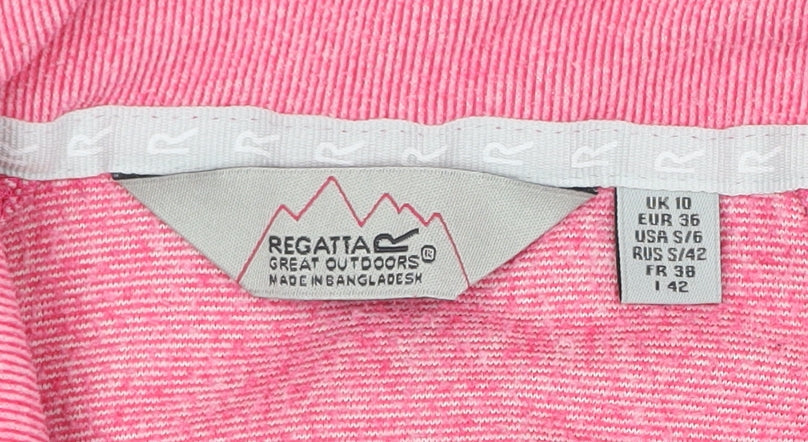 R R R R R R R R R
REGATTA R
GREAT OUTDOORS ®
MADE IN BANGLADESH
UK 10
EUR 36
USA S/6
RUS S/42
FR 38
I 42